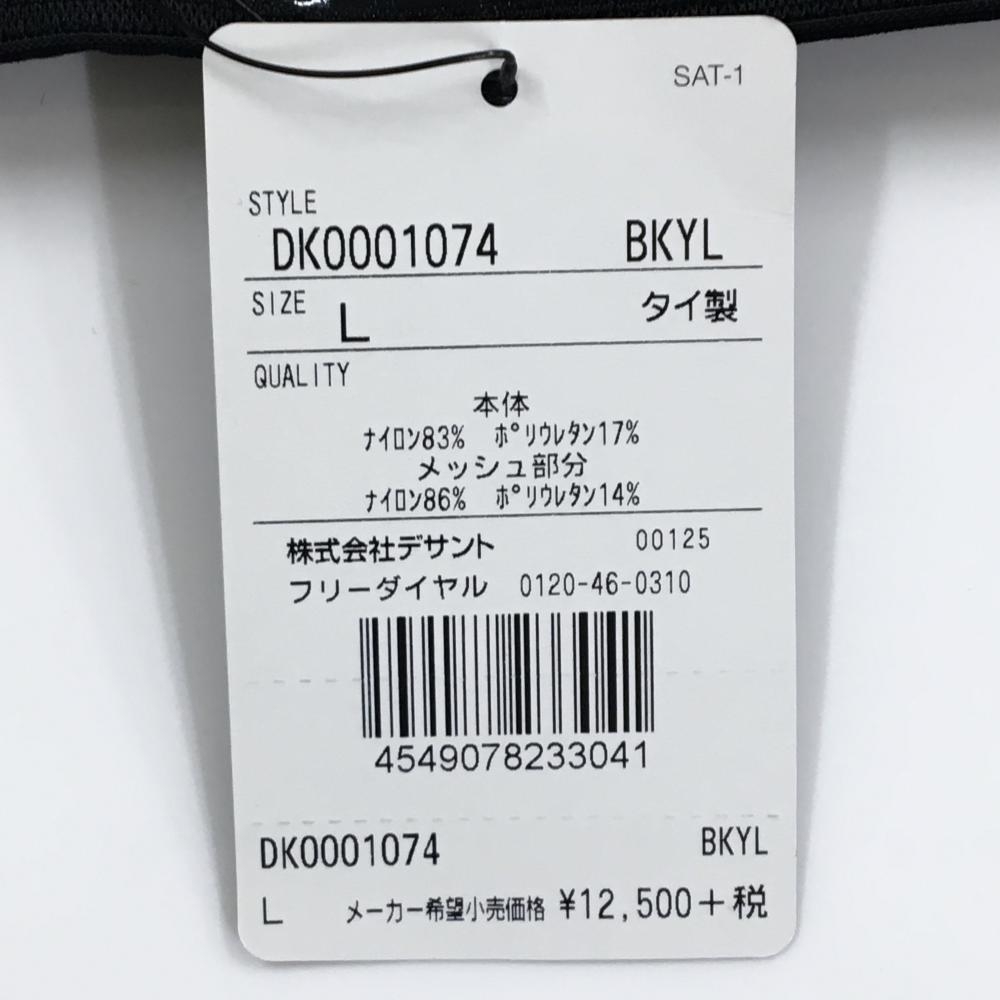 SAT-1
STYLE
DK0001074 BKYL
SIZE L タイ製
QUALITY
本体
ﾅｲﾛﾝ83% ﾎﾟﾘｳﾚﾀﾝ17%
メッシュ部分
ﾅｲﾛﾝ86% ﾎﾟﾘｳﾚﾀﾝ14%
株式会社デサント 00125
フリーダイヤル 0120-46-0310
4549078233041
DK0001074 BKYL
L メーカー希望小売価格 ¥12,500+税